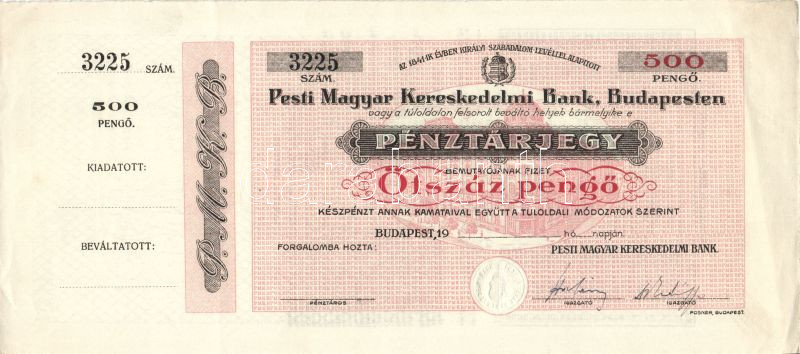 3225 SZÁM.
500
PENGŐ.
KIADATOTT:
BEVÁLTATOTT:
P. M. K. B.
AZ 1841-IK ÉVBEN KIRÁLYI SZABADALOM LEVÉLLEL ALAPÍTOTT
3225
SZÁM.
500
PENGŐ.
Pesti Magyar Kereskedelmi Bank, Budapesten
vagy a túloldalon felsorolt beváltó helyek bármelyike e
PÉNZTÁRJEGY
BEMUTATÓJÁNAK FIZET
Ötszáz pengő
KÉSZPÉNZT ANNAK KAMATAIVAL EGYÜTT A TÚLOLDALI MÓDOZATOK SZERINT
BUDAPEST, 19 hó napján.
FORGALOMBA HOZTA: PESTI MAGYAR KERESKEDELMI BANK.
PÉNZTÁROS IGAZGATÓ IGAZGATÓ
POSNER, BUDAPEST.